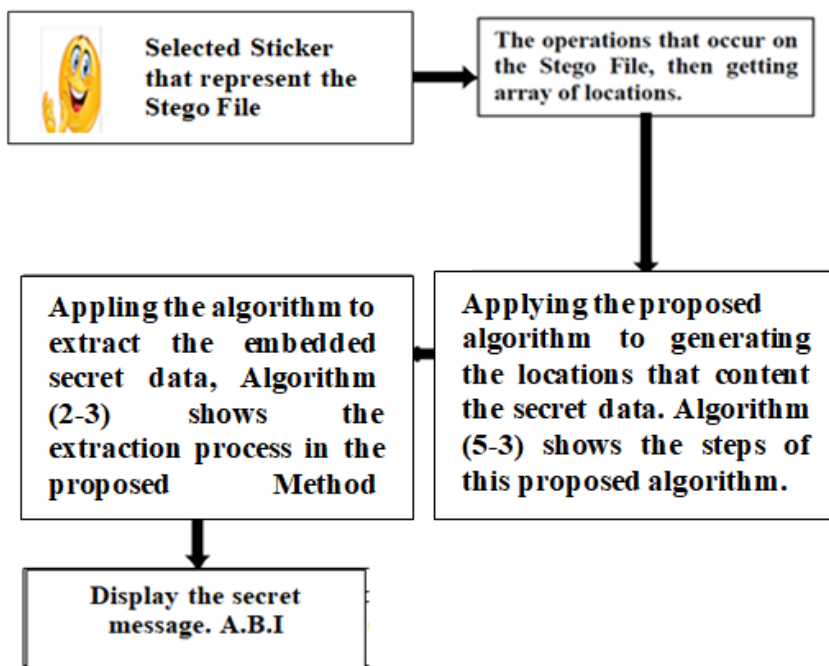 Selected Sticker
that represent the
Stego File
The operations that occur on
the Stego File, then getting
array of locations.
Applying the proposed
algorithm to generating
the locations that content
the secret data. Algorithm
(5-3) shows the steps of
this proposed algorithm.
Appling the algorithm to
extract the embedded
secret data, Algorithm
(2-3) shows the
extraction process in the
proposed Method
Display the secret
message. A.B.I